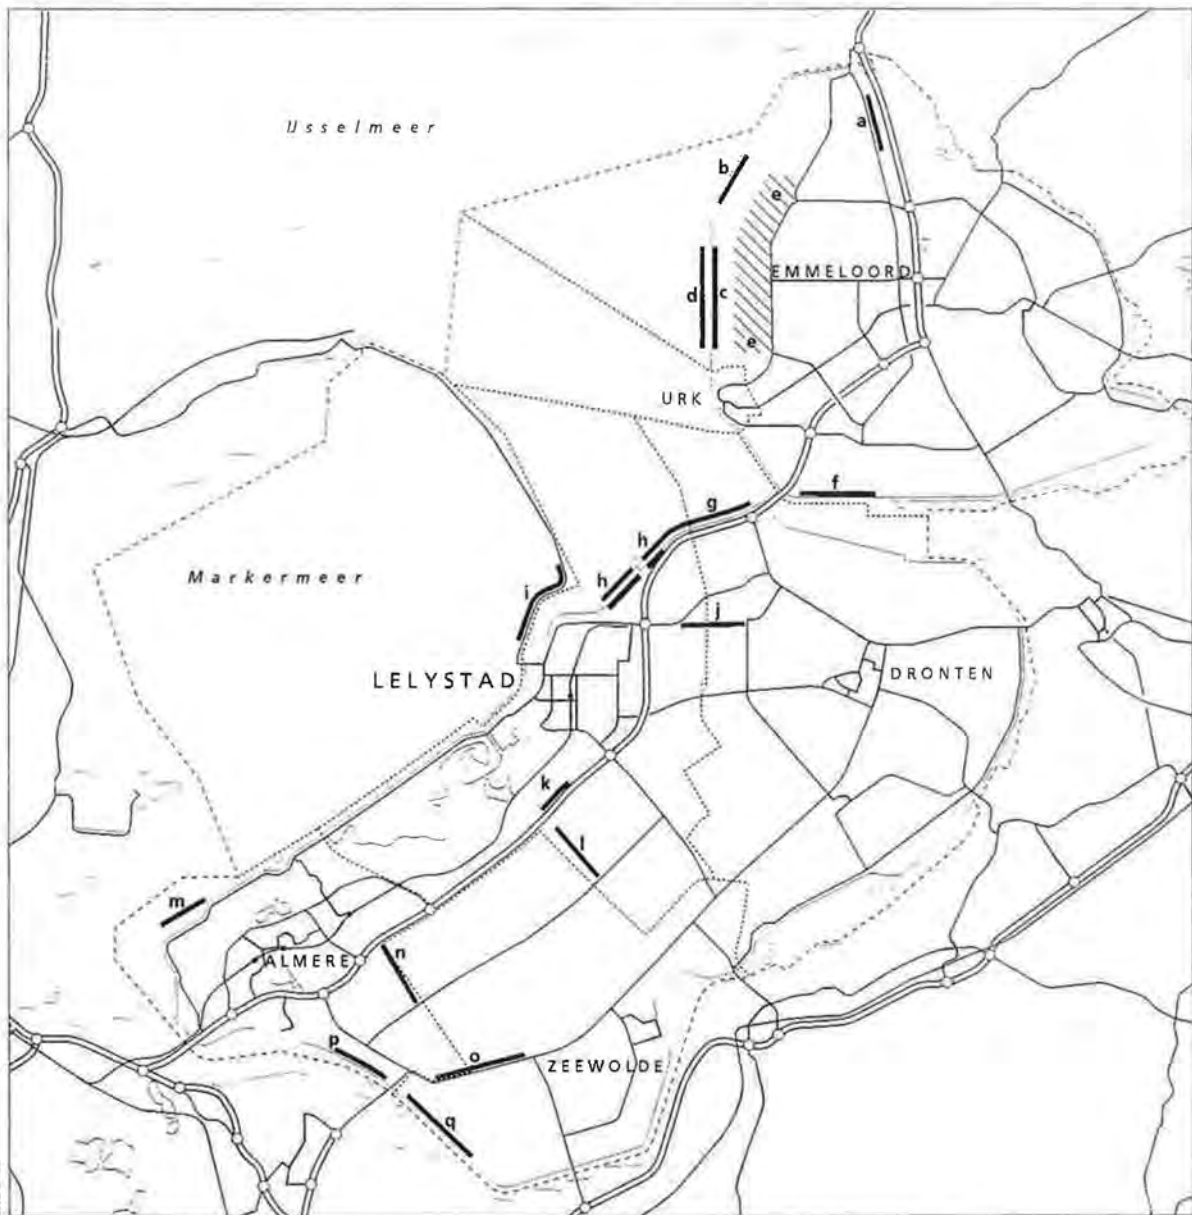 IJsselmeer
a
b
e
EMMELOORD
d
c
e
URK
f
g
h
h
i
Markermeer
j
LELYSTAD
DRONTEN
k
l
m
n
ALMERE
o
p
ZEEWOLDE
q